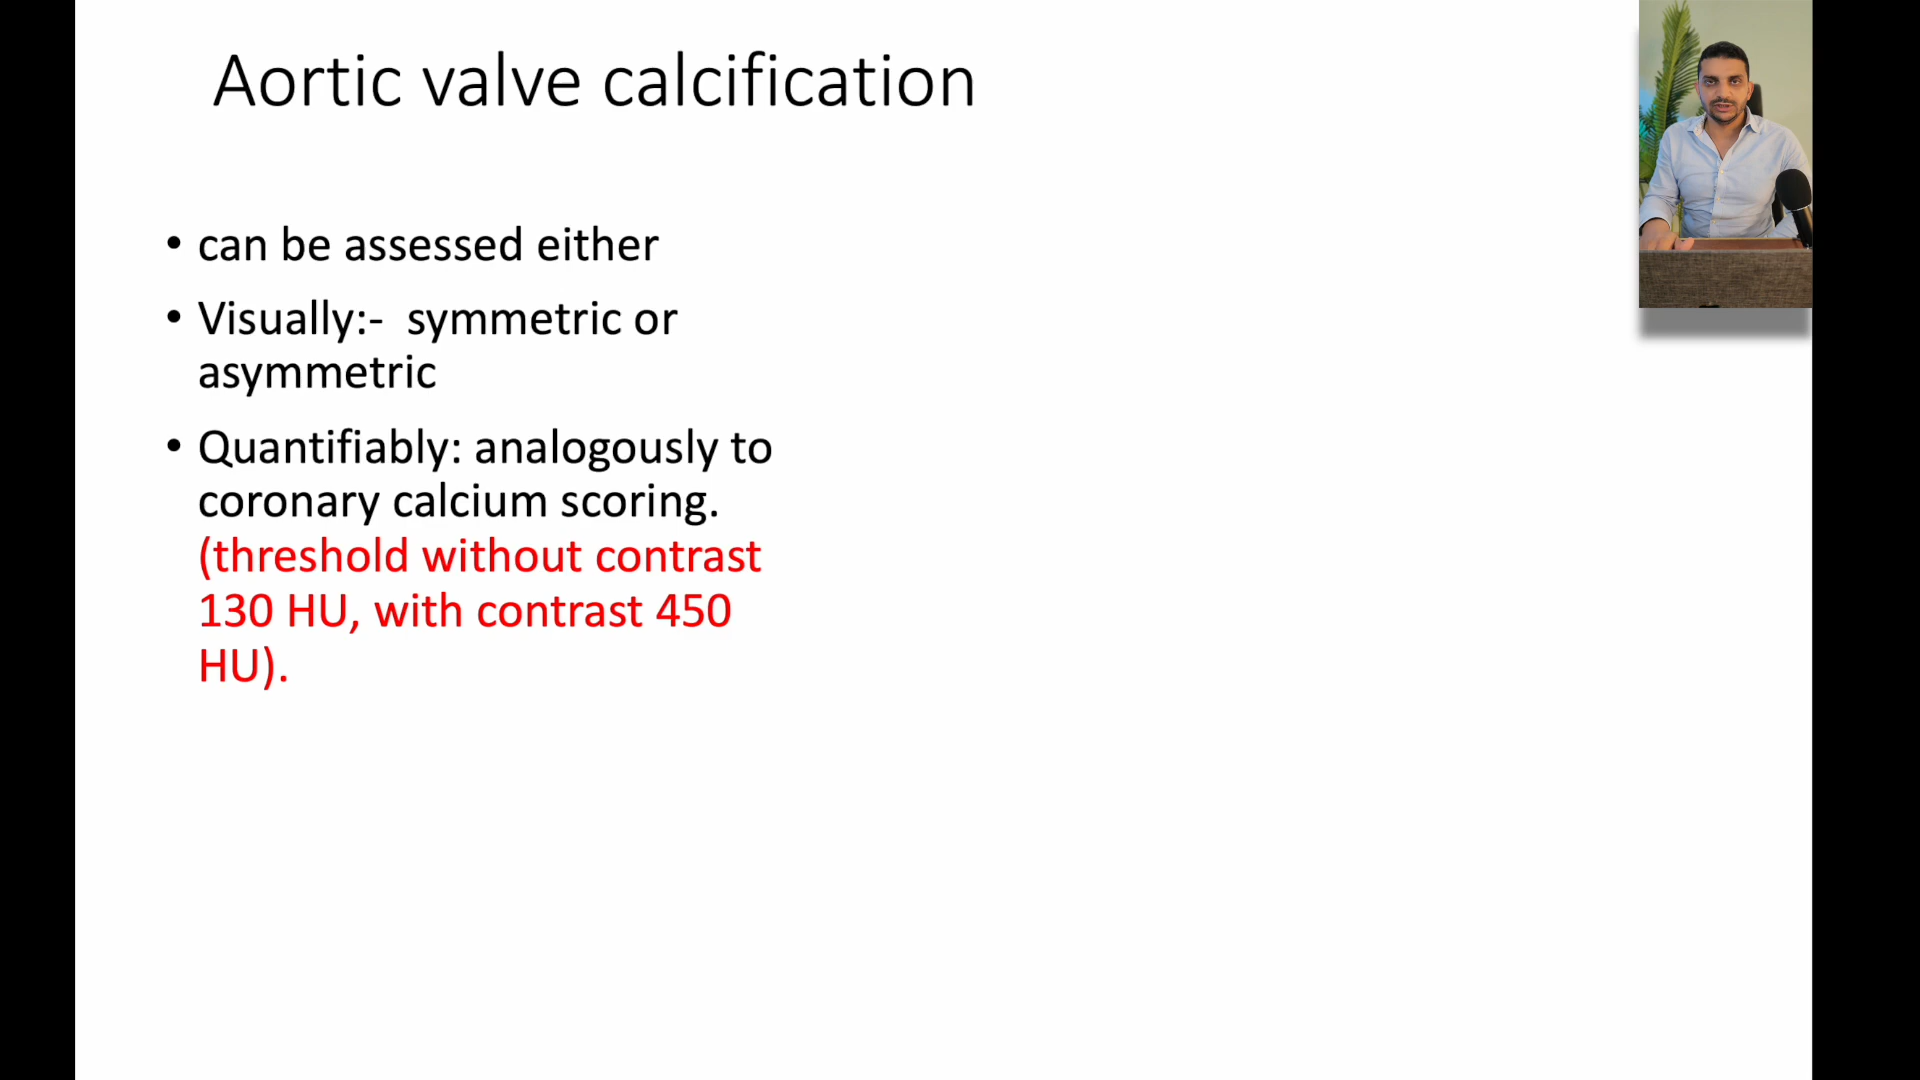 Aortic valve calcification
• can be assessed either
• Visually:- symmetric or
asymmetric
• Quantifiably: analogously to
coronary calcium scoring.
(threshold without contrast
130 HU, with contrast 450
HU).